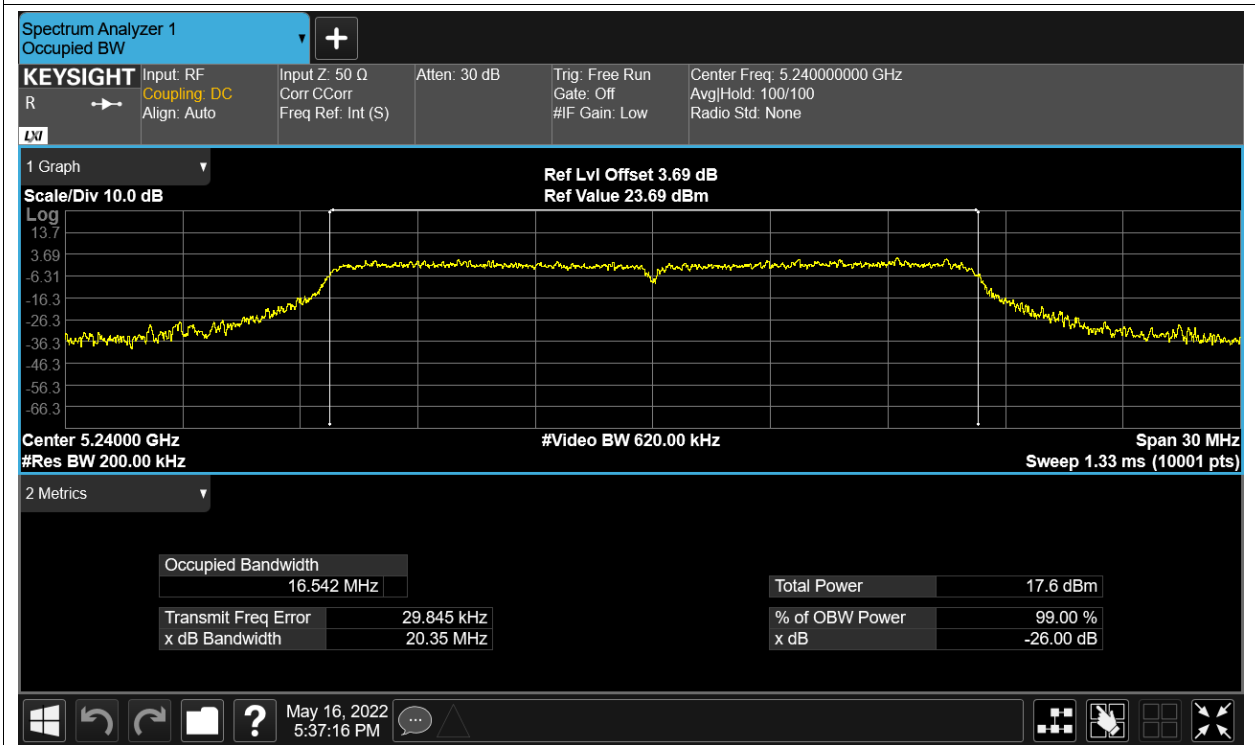 Spectrum Analyzer 1
Occupied BW
KEYSIGHT Input: RF Input Z: 50 Ω Atten: 30 dB Trig: Free Run Center Freq: 5.240000000 GHz
R Coupling: DC Corr CCorr Gate: Off Avg|Hold: 100/100
Align: Auto Freq Ref: Int (S) #IF Gain: Low Radio Std: None
LXI
1 Graph
Ref Lvl Offset 3.69 dB
Scale/Div 10.0 dB Ref Value 23.69 dBm
Log
13.7
3.69
-6.31
-16.3
-26.3
-36.3
-46.3
-56.3
-66.3
Center 5.24000 GHz #Video BW 620.00 kHz Span 30 MHz
#Res BW 200.00 kHz Sweep 1.33 ms (10001 pts)
2 Metrics
Occupied Bandwidth
16.542 MHz Total Power 17.6 dBm
Transmit Freq Error 29.845 kHz % of OBW Power 99.00 %
x dB Bandwidth 20.35 MHz x dB -26.00 dB
May 16, 2022
5:37:16 PM